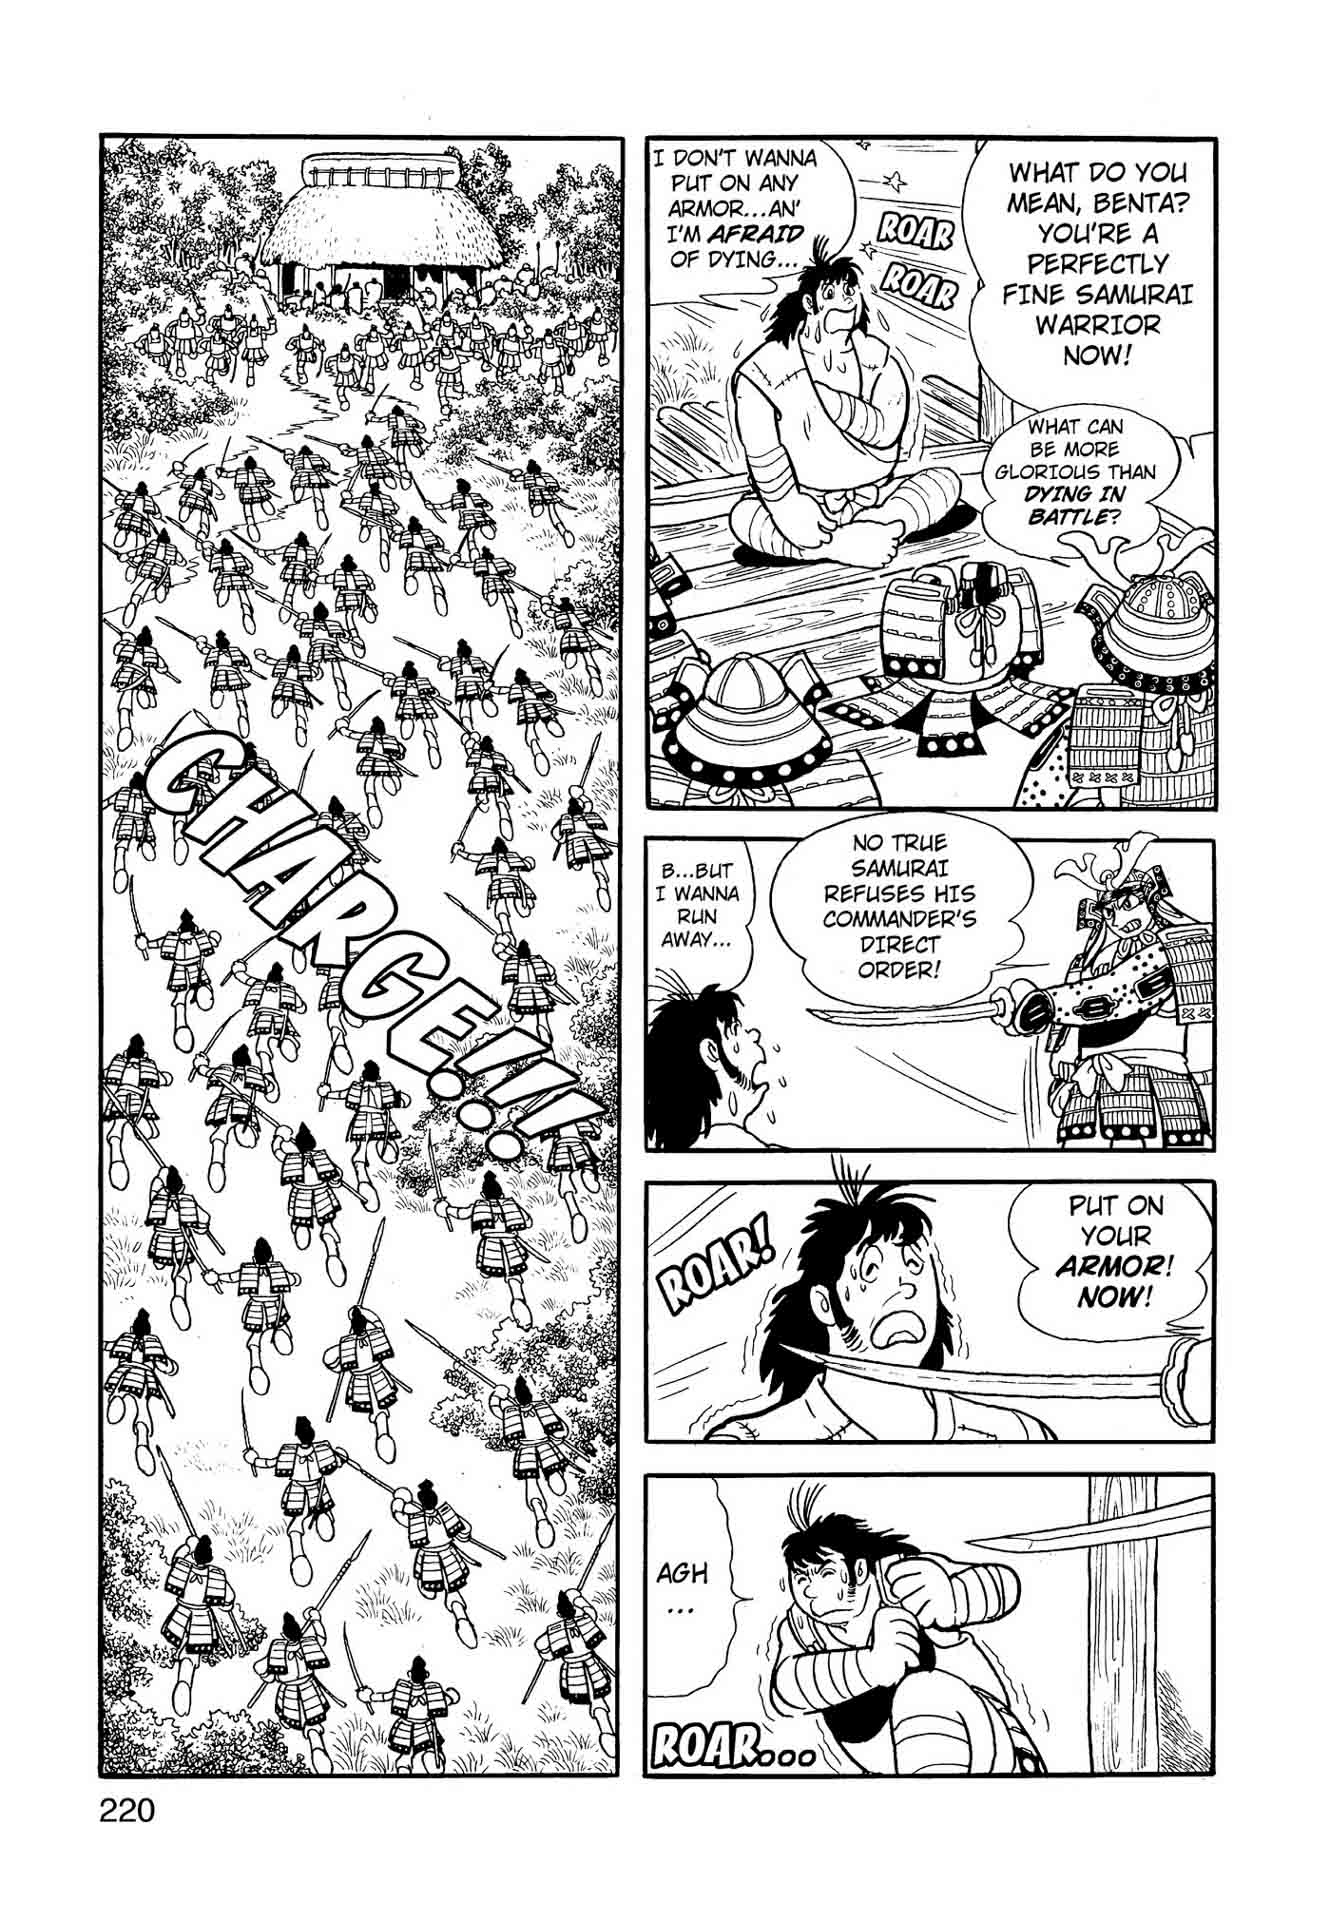 WHAT DO YOU
MEAN, BENTA?
YOU'RE A
PERFECTLY
FINE SAMURAI
WARRIOR
NOW!
I DON'T WANNA
PUT ON ANY
ARMOR...AN'
I'M AFRAID
OF DYING...
ROAR
ROAR
WHAT CAN
BE MORE
GLORIOUS THAN
DYING IN
BATTLE?
NO TRUE
SAMURAI
REFUSES HIS
COMMANDER'S
DIRECT
ORDER!
B...BUT
I WANNA
RUN
AWAY...
PUT ON
YOUR
ARMOR!
NOW!
ROAR!
AGH
...
ROAR...
CHARGE!!!
220